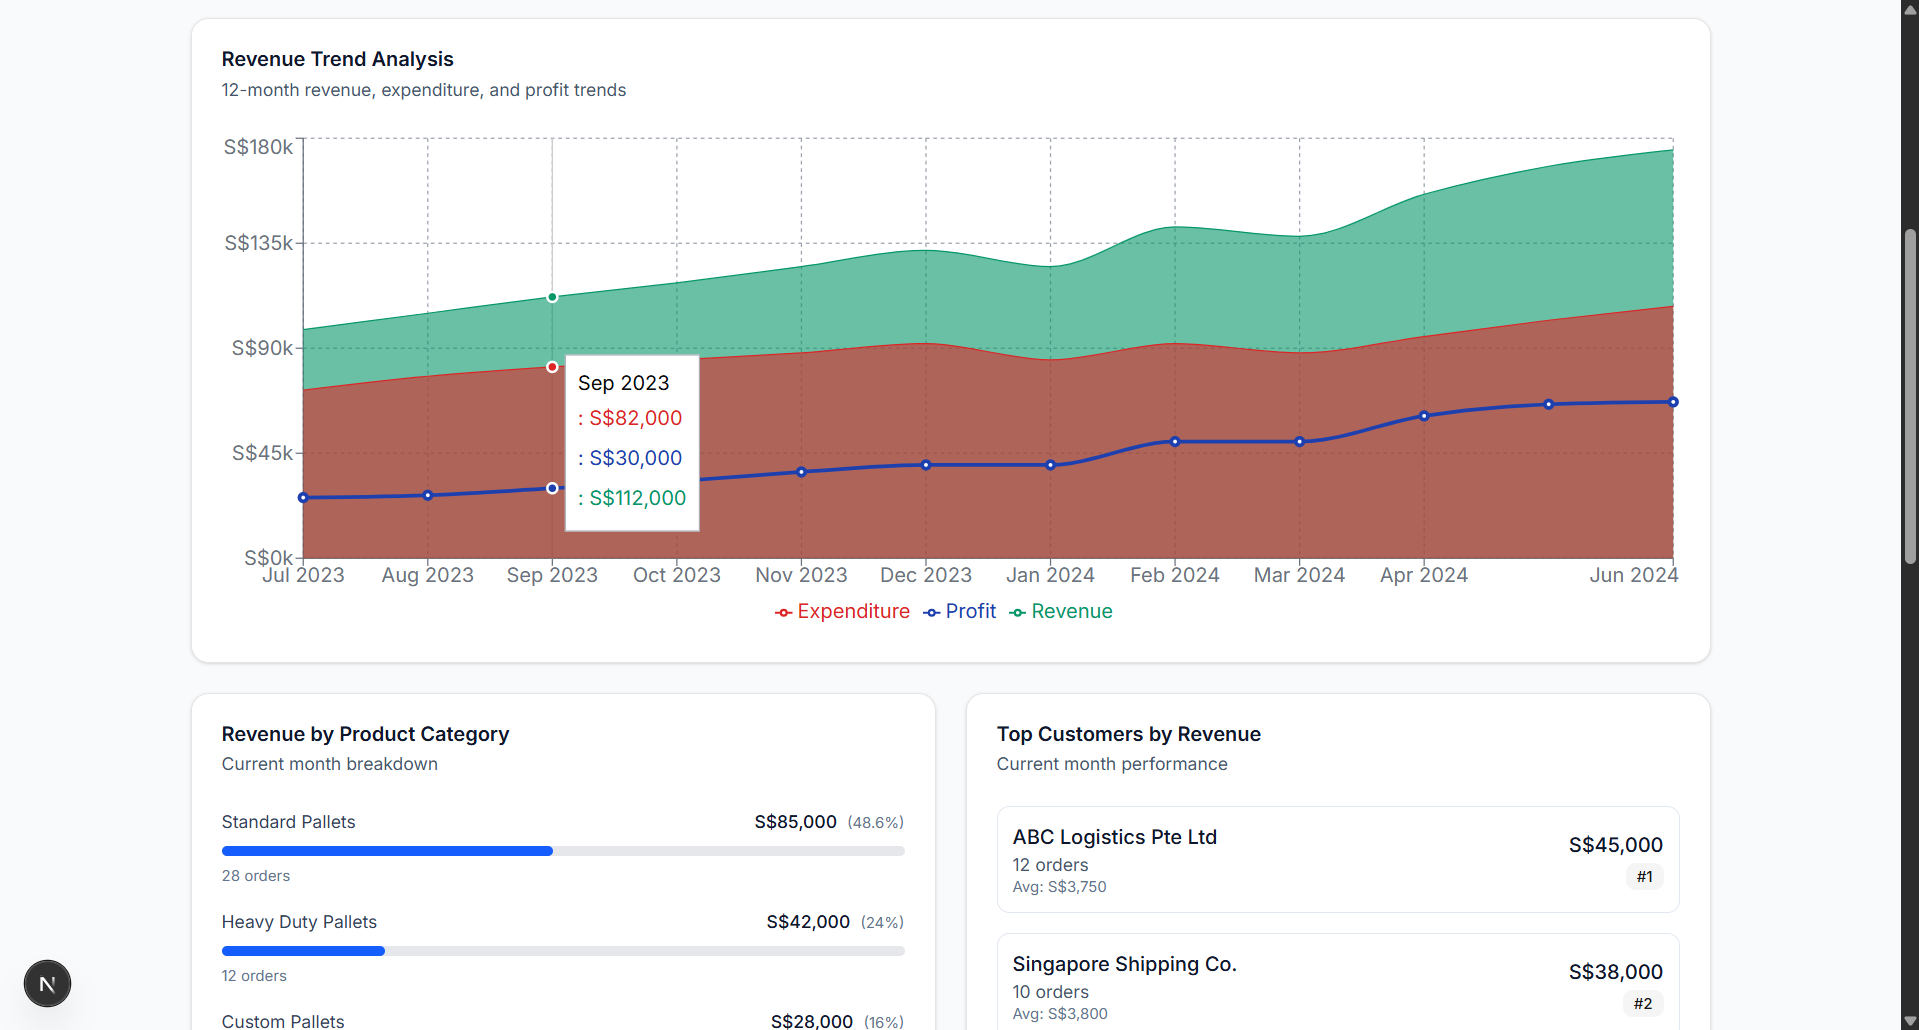 Revenue Trend Analysis
12-month revenue, expenditure, and profit trends
S$180k
S$135k
S$90k
S$45k
S$0k
Sep 2023
: S$82,000
: S$30,000
: S$112,000
Jul 2023 Aug 2023 Sep 2023 Oct 2023 Nov 2023 Dec 2023 Jan 2024 Feb 2024 Mar 2024 Apr 2024 Jun 2024
Expenditure Profit Revenue
Revenue by Product Category
Current month breakdown
Standard Pallets S$85,000 (48.6%)
28 orders
Heavy Duty Pallets S$42,000 (24%)
12 orders
Custom Pallets S$28,000 (16%)
Top Customers by Revenue
Current month performance
ABC Logistics Pte Ltd
12 orders
Avg: S$3,750
S$45,000
#1
Singapore Shipping Co.
10 orders
Avg: S$3,800
S$38,000
#2
N